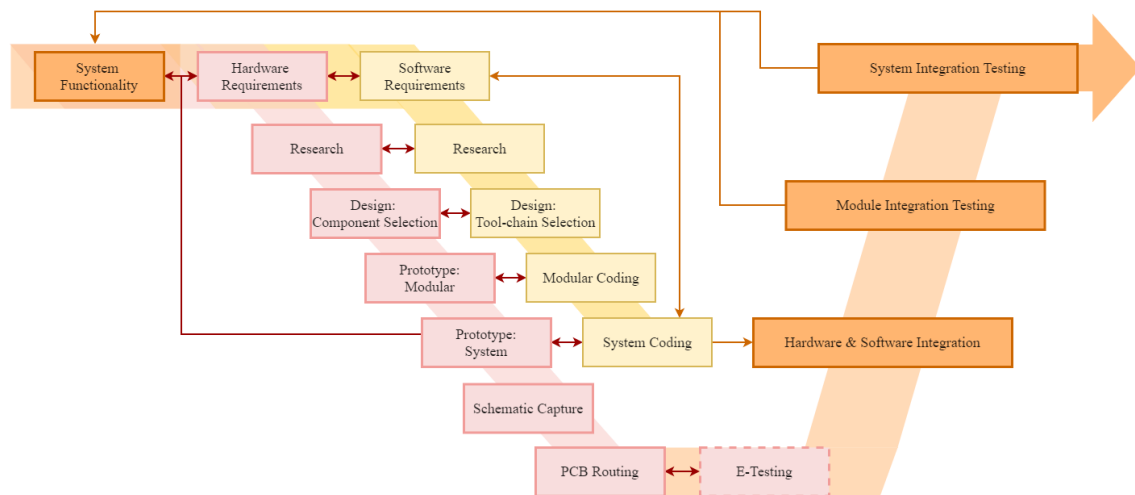 System
Functionality
Hardware
Requirements
Software
Requirements
System Integration Testing
Research
Research
Design:
Component Selection
Design:
Tool-chain Selection
Module Integration Testing
Prototype:
Modular
Modular Coding
Prototype:
System
System Coding
Hardware & Software Integration
Schematic Capture
PCB Routing
E-Testing